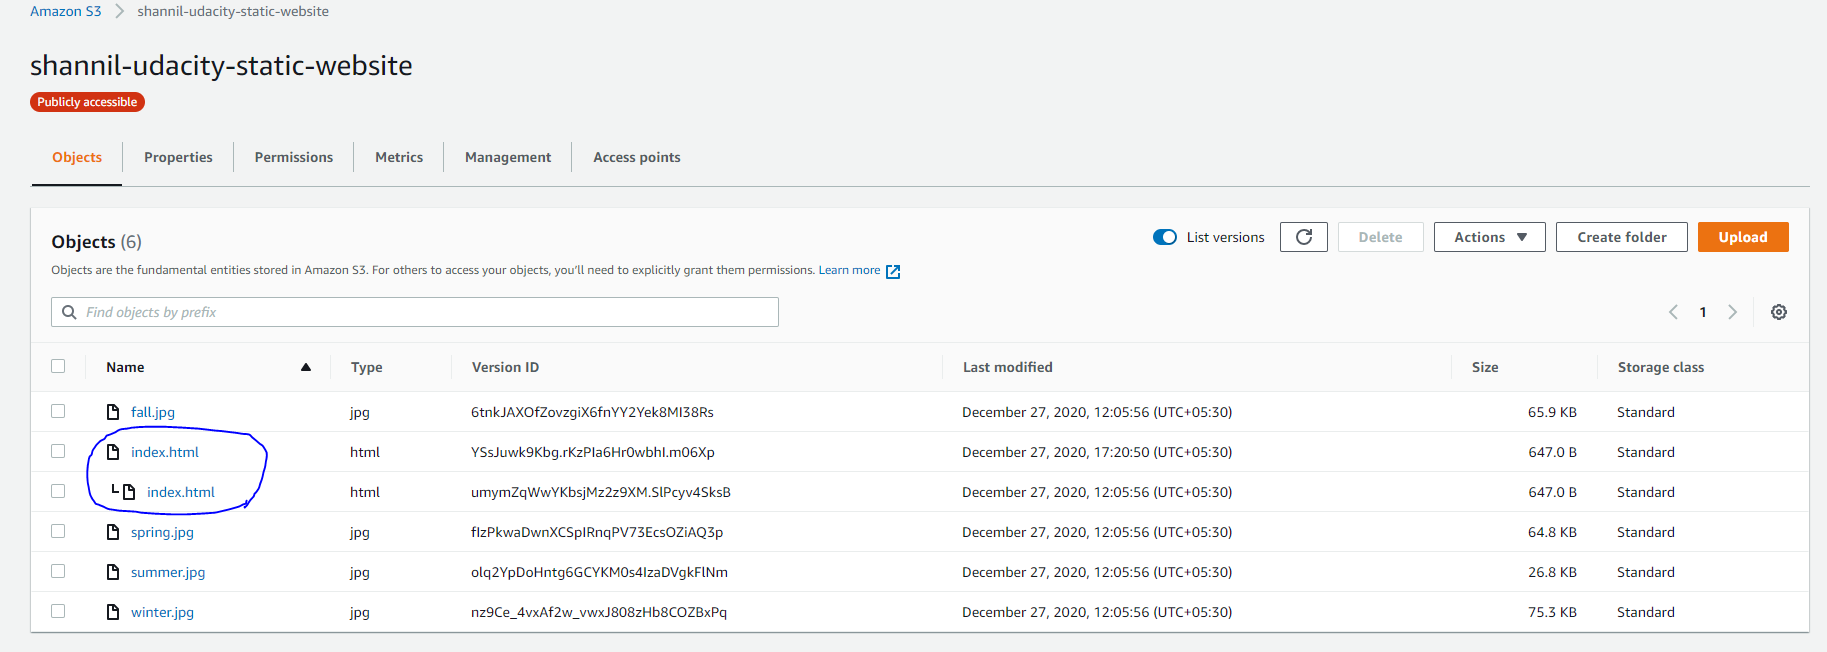 Amazon S3 > shannil-udacity-static-website
shannil-udacity-static-website
Publicly accessible
Objects Properties Permissions Metrics Management Access points
Objects (6) List versions Delete Actions Create folder Upload
Objects are the fundamental entities stored in Amazon S3. For others to access your objects, you'll need to explicitly grant them permissions. Learn more
Find objects by prefix 1
Name Type Version ID Last modified Size Storage class
fall.jpg jpg 6tnkJAXOfZovzgiX6fnYY2Yek8MI38Rs December 27, 2020, 12:05:56 (UTC+05:30) 65.9 KB Standard
index.html html YSsJuwk9Kbg.rKzPIa6Hr0wbhI.m06Xp December 27, 2020, 17:20:50 (UTC+05:30) 647.0 B Standard
index.html html umymZqWwYKbsjMz2z9XM.SlPcyv4SksB December 27, 2020, 12:05:56 (UTC+05:30) 647.0 B Standard
spring.jpg jpg fIzPkwaDwnXCSpIRnqPV73EcsOZiAQ3p December 27, 2020, 12:05:56 (UTC+05:30) 64.8 KB Standard
summer.jpg jpg olq2YpDoHntg6GCYKM0s4IzaDVgkFlNm December 27, 2020, 12:05:56 (UTC+05:30) 26.8 KB Standard
winter.jpg jpg nz9Ce_4vxAf2w_vwxJ808zHb8COZBxPq December 27, 2020, 12:05:56 (UTC+05:30) 75.3 KB Standard